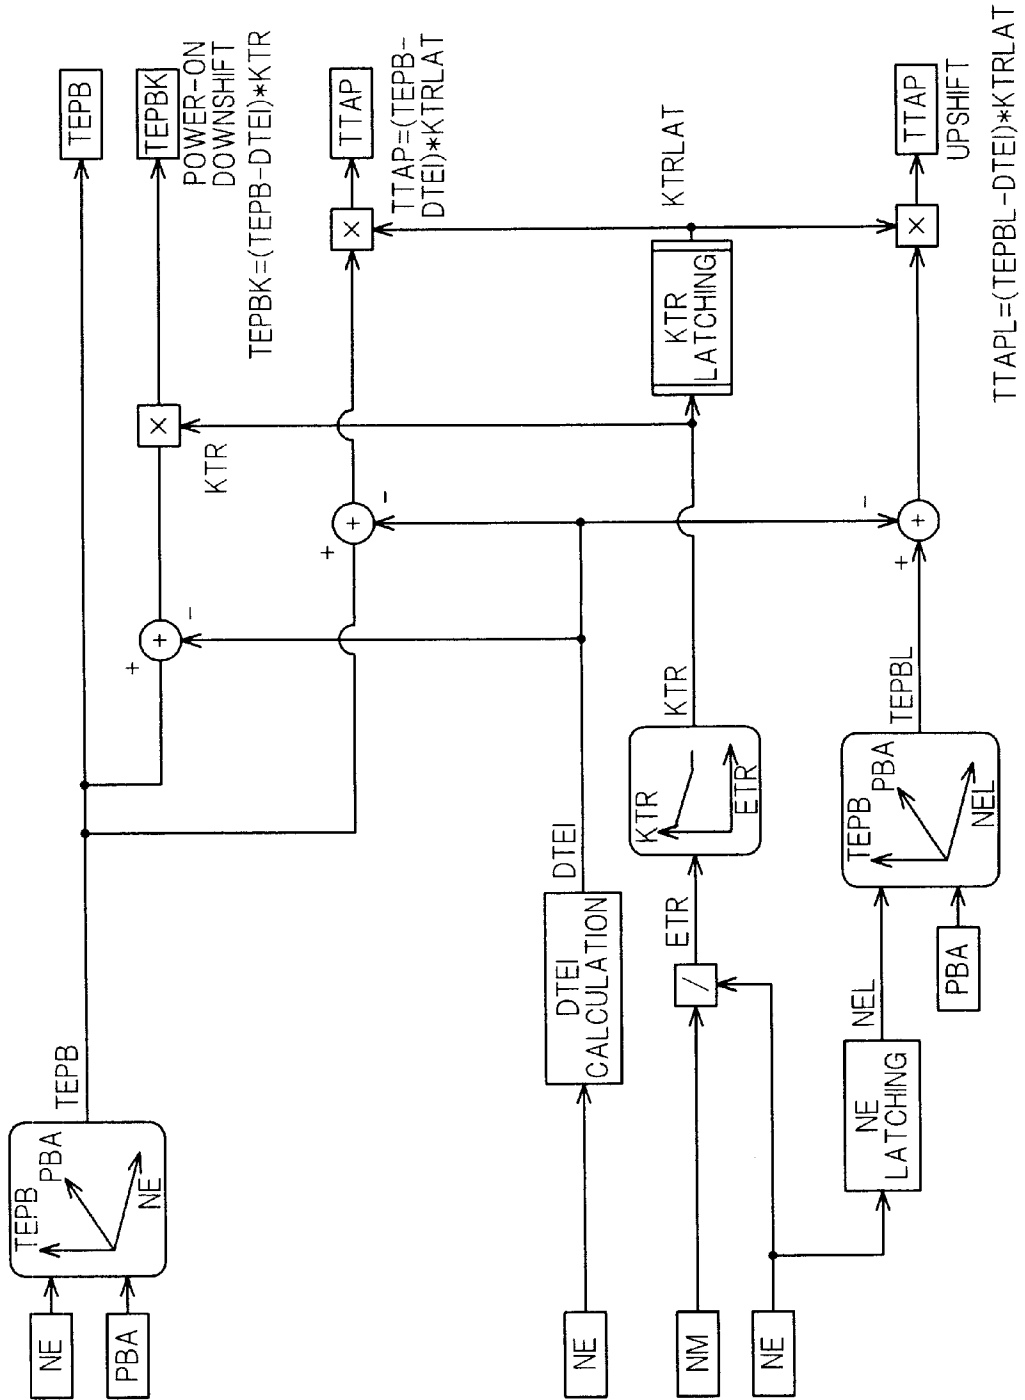 NE
PBA
TEPB
PBA
NE
TEPB
TEPB
TEPBK
POWER-ON
DOWNSHIFT
TEPBK=(TEPB-DTEI)*KTR
+
+
-
KTR
×
+
+
-
×
TTAP
TTAP=(TEPB-
DTEI)*KTRLAT
NE
DTEI
CALCULATION
DTEI
NM
NE
/
ETR
KTR
ETR
KTR
KTR
LATCHING
KTRLAT
NE
LATCHING
NEL
PBA
TEPB
PBA
NEL
TEPBL
+
+
-
×
TTAP
UPSHIFT
TTAPL=(TEPBL-DTEI)*KTRLAT